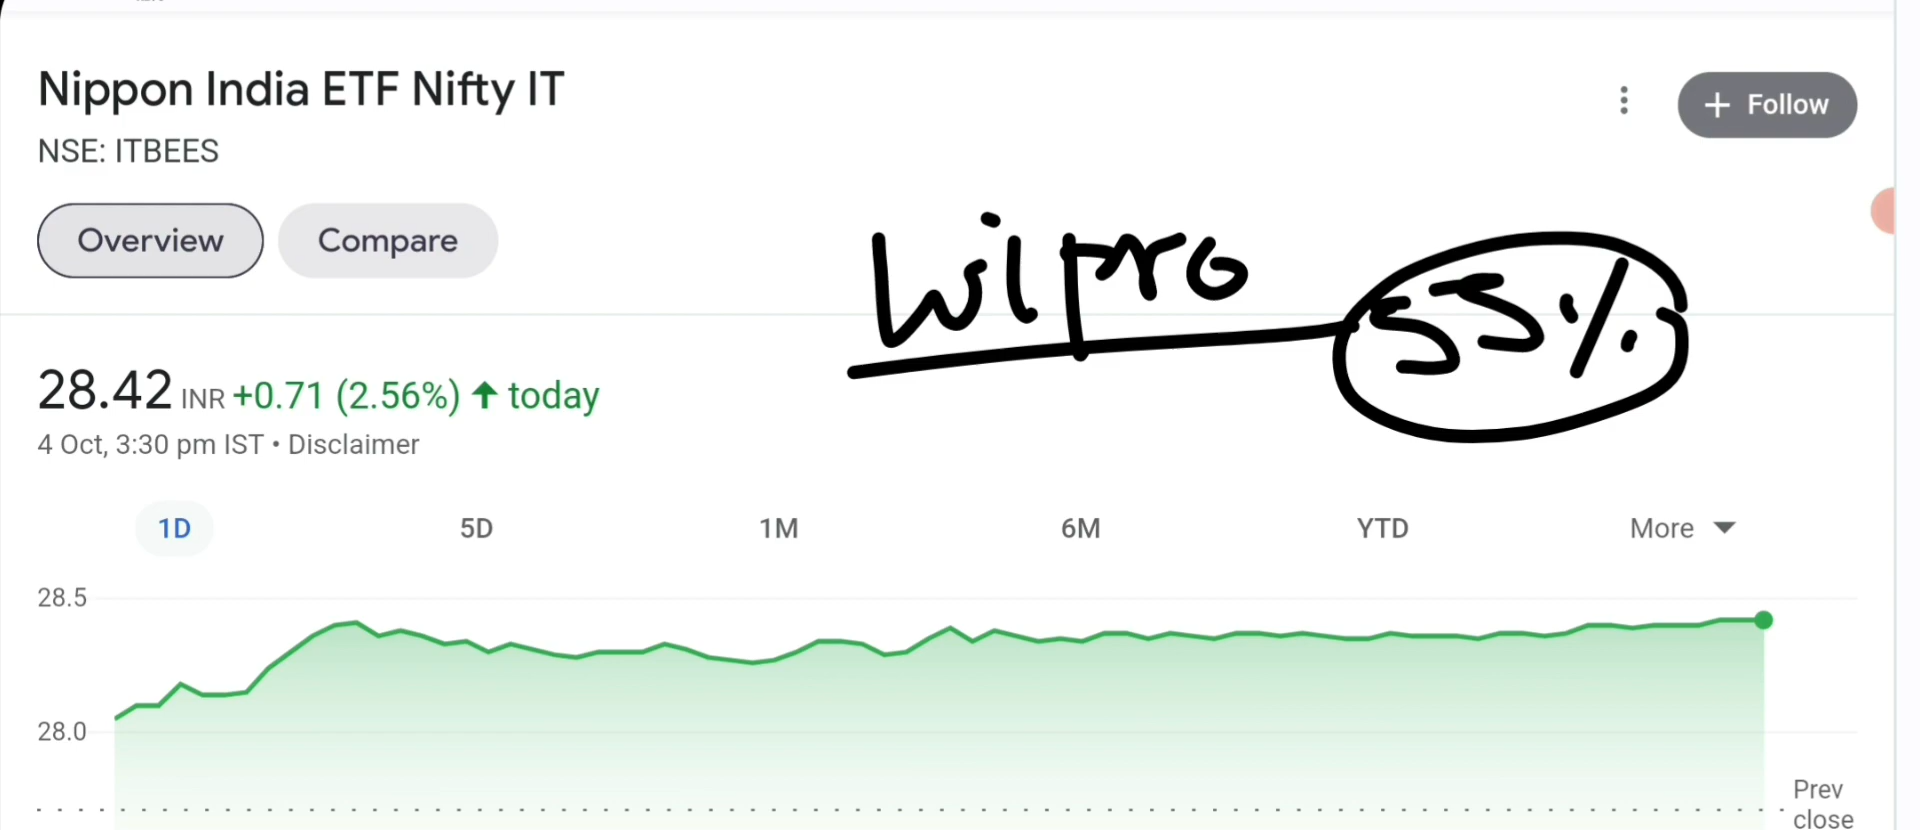 Nippon India ETF Nifty IT
+ Follow
NSE: ITBEES
Overview
Compare
Wipro
55%
28.42 INR +0.71 (2.56%) ↑ today
4 Oct, 3:30 pm IST • Disclaimer
1D
5D
1M
6M
YTD
More
28.5
28.0
Prev
close